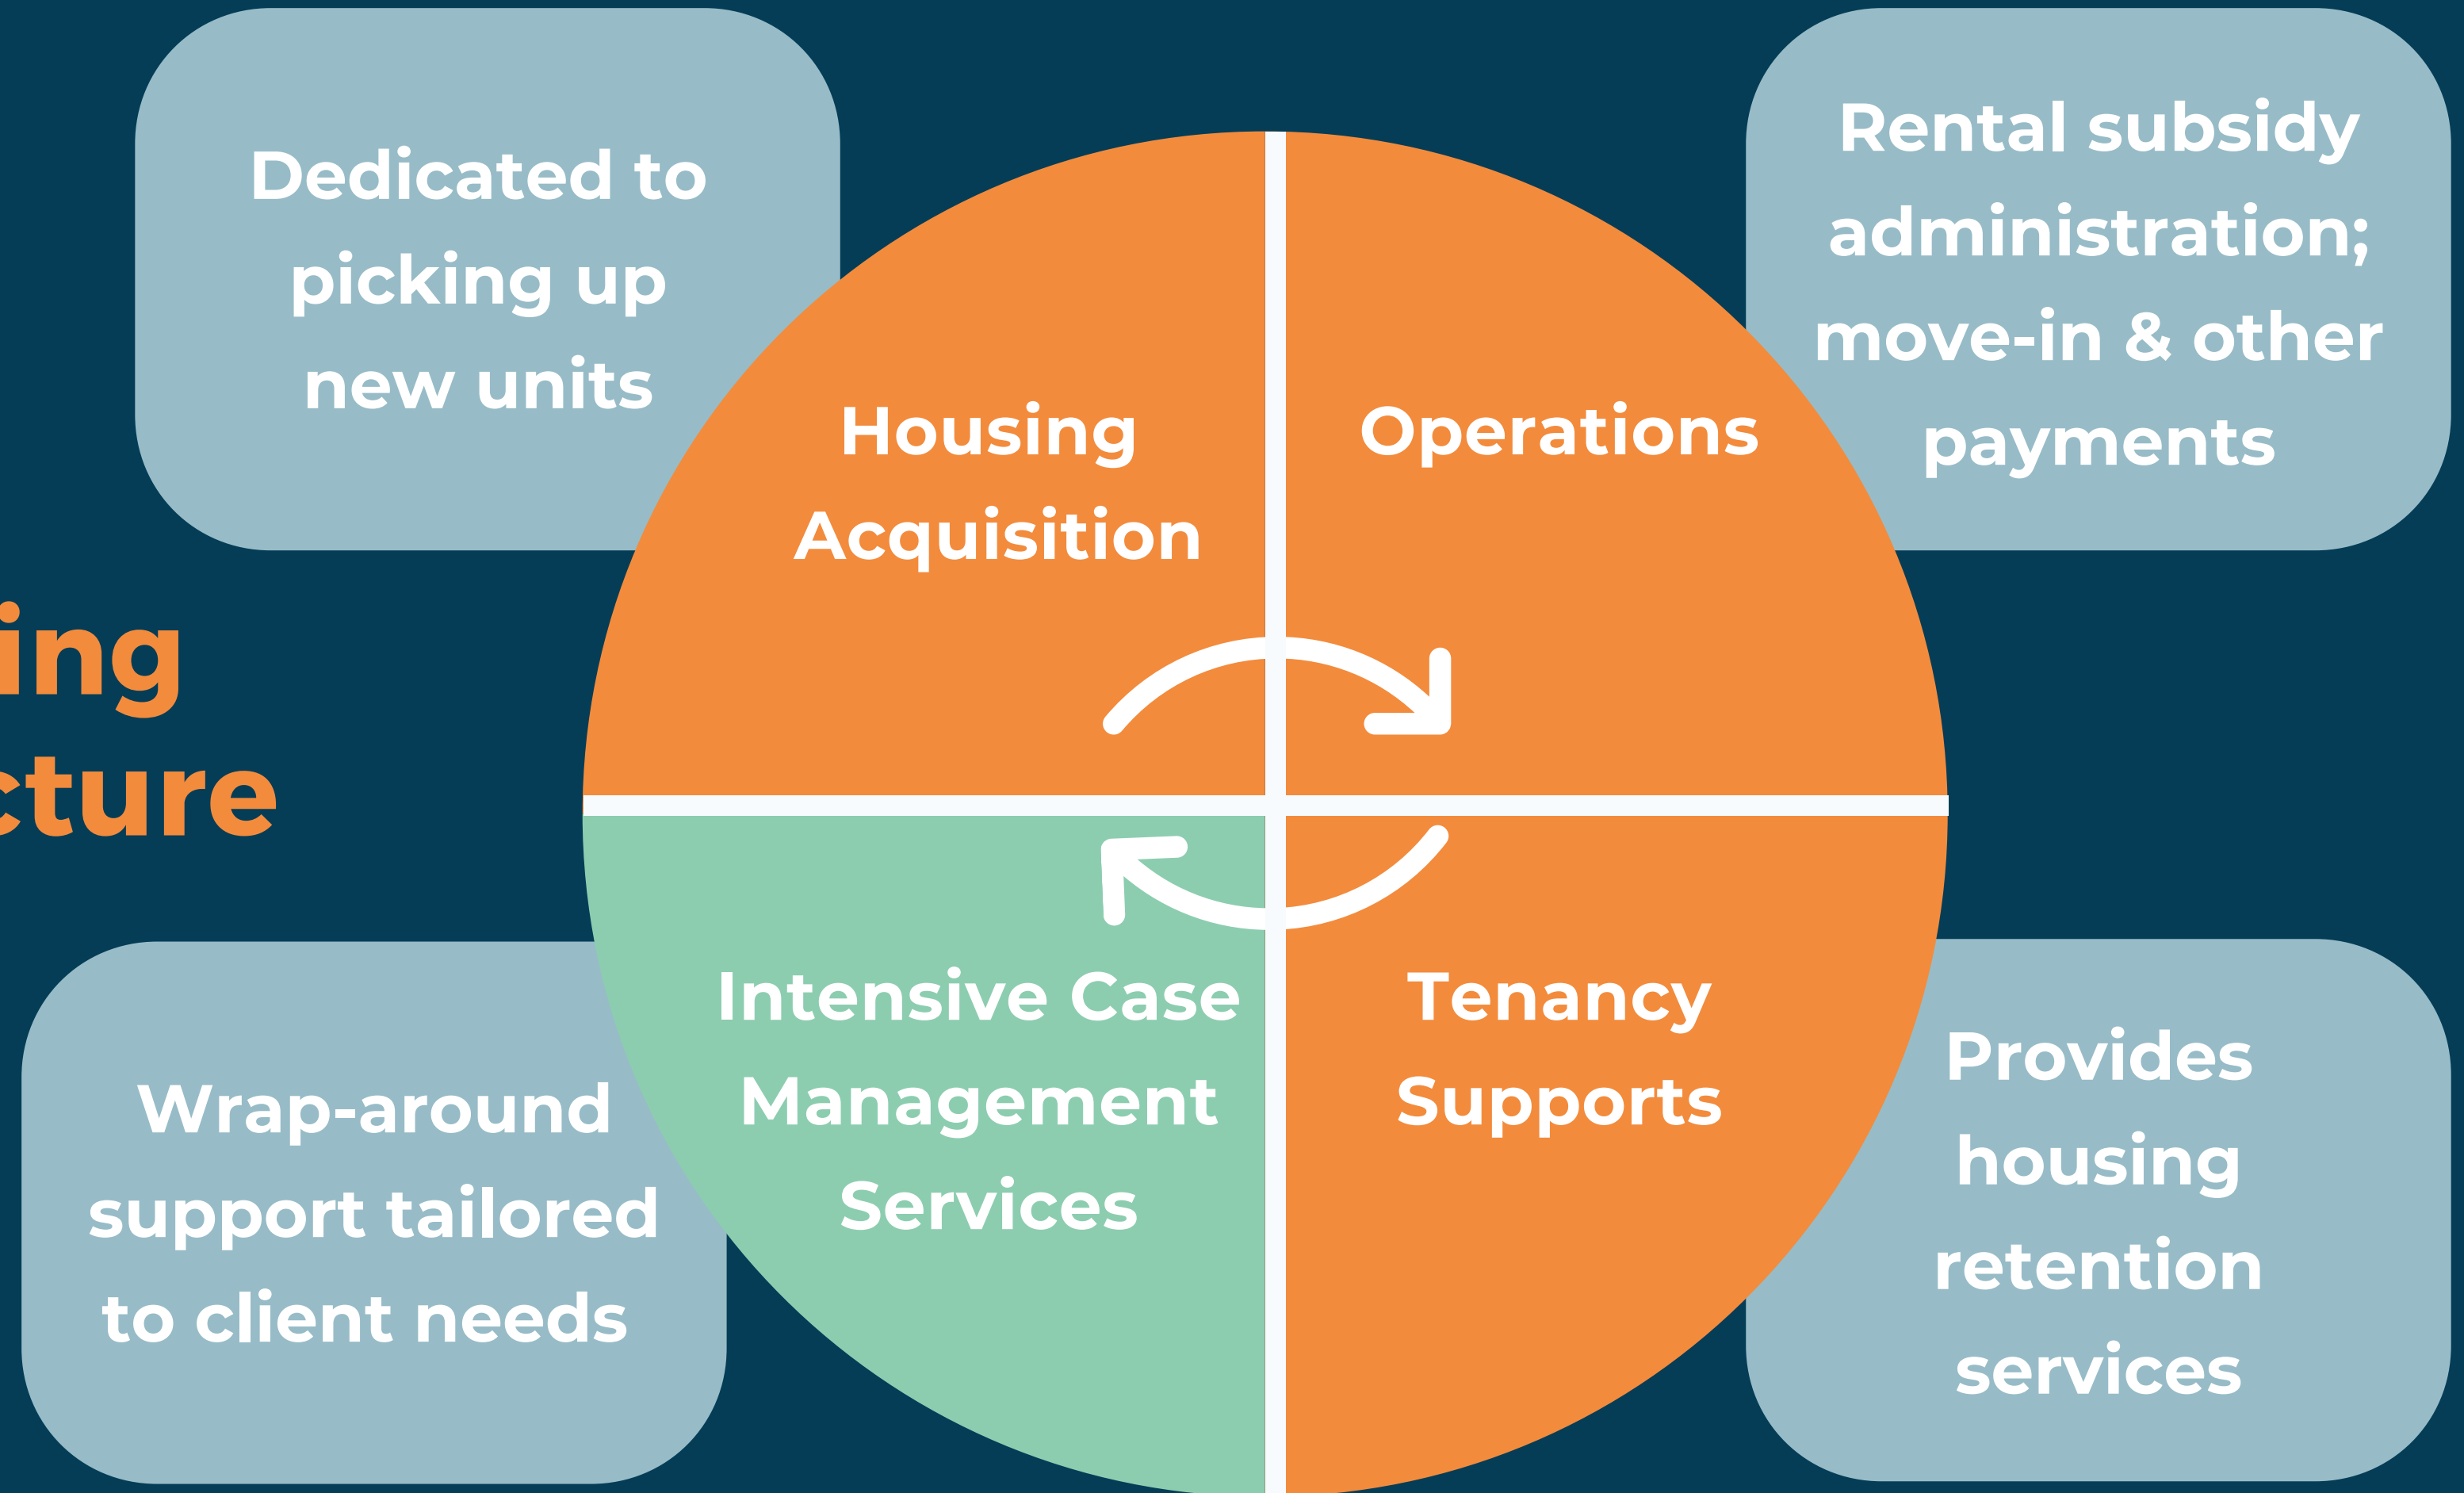 Dedicated to
picking up
new units
Rental subsidy
administration;
move-in & other
payments
Housing
Acquisition
Operations
ing
cture
Intensive Case
Management
Services
Tenancy
Supports
Wrap-around
support tailored
to client needs
Provides
housing
retention
services